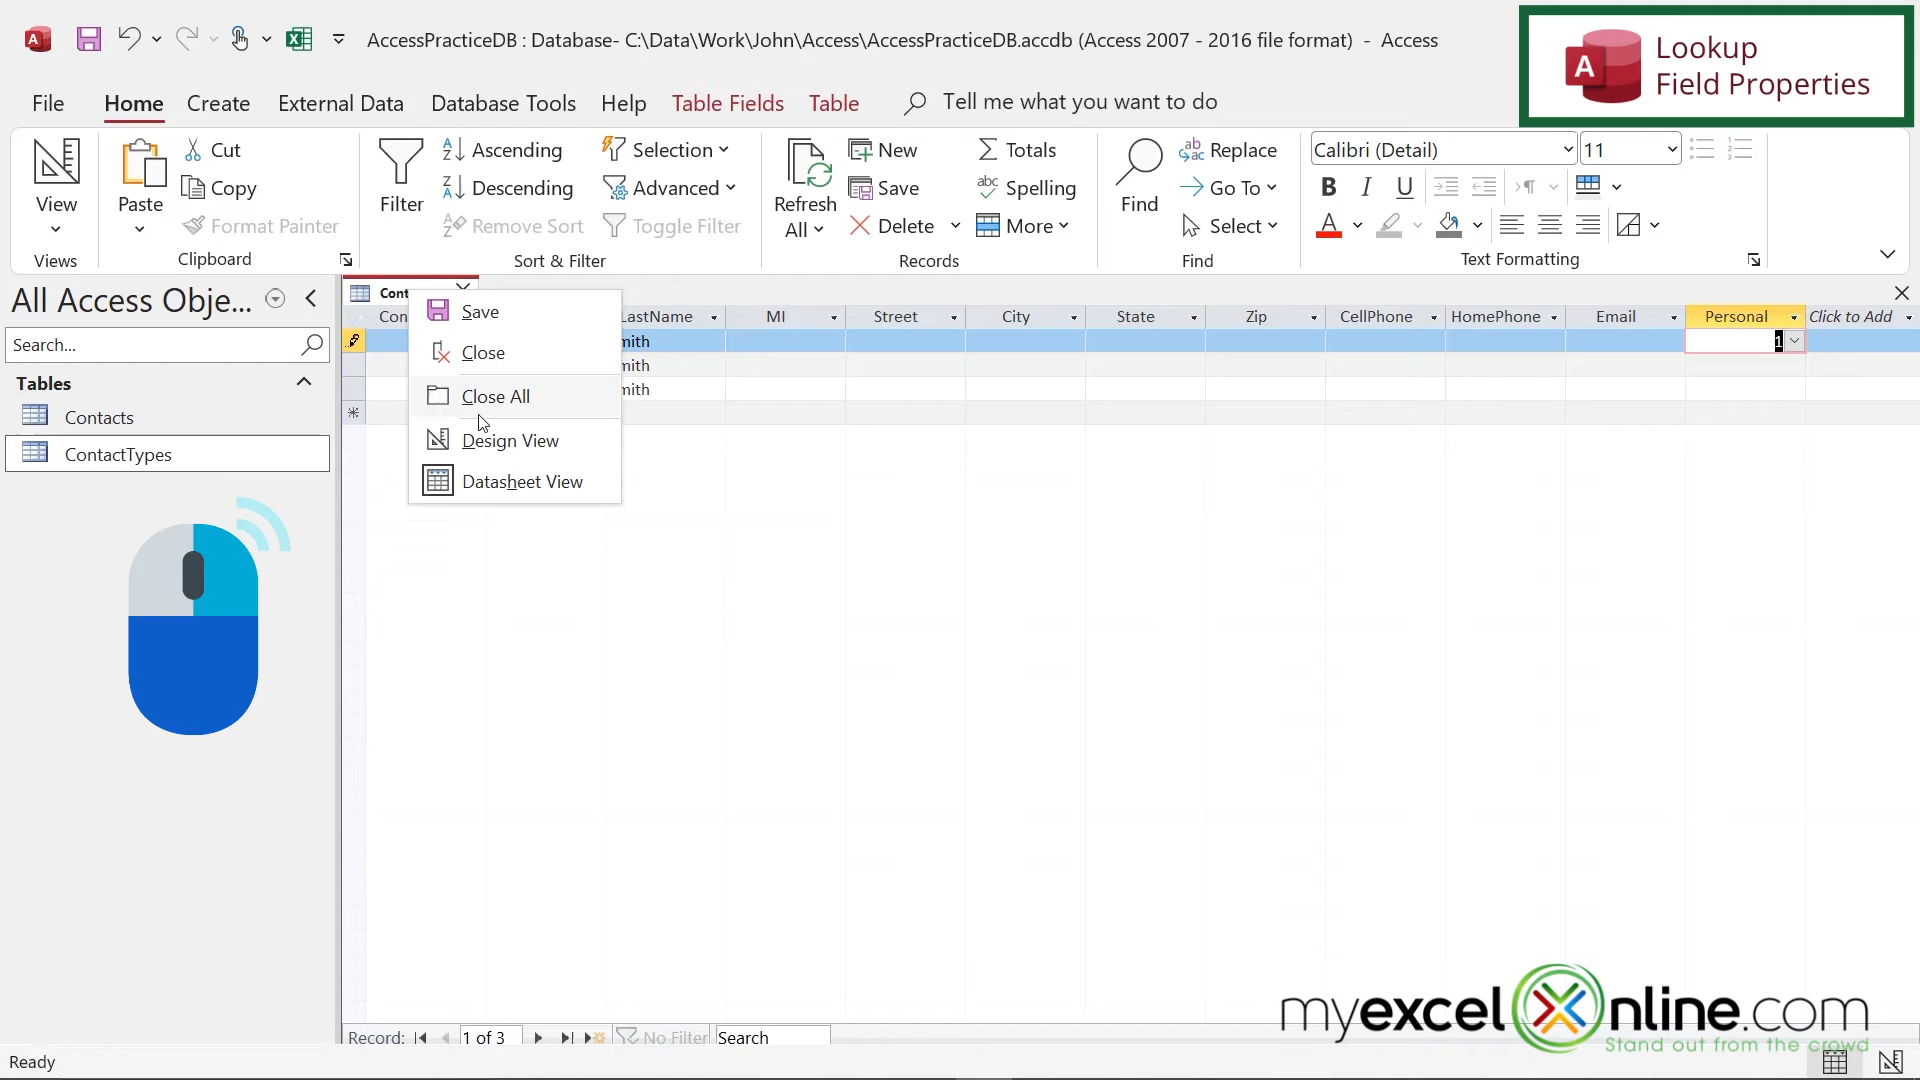 AccessPracticeDB : Database- C:\Data\Work\John\Access\AccessPracticeDB.accdb (Access 2007 - 2016 file format) - Access
A
Lookup
Field Properties
File Home Create External Data Database Tools Help Table Fields Table Tell me what you want to do
View
Views
Paste
Cut
Copy
Format Painter
Clipboard
Filter
Ascending
Descending
Remove Sort
Selection
Advanced
Toggle Filter
Sort & Filter
Refresh
All
New
Save
Delete
Totals
Spelling
More
Records
Find
Replace
Go To
Select
Find
Calibri (Detail) 11
B I U
A
Text Formatting
All Access Obje...
Search...
Tables
Contacts
ContactTypes
Cont
Con LastName MI Street City State Zip CellPhone HomePhone Email Personal Click to Add
mith 1
mith
mith
Save
Close
Close All
Design View
Datasheet View
Record: 1 of 3 No Filter Search
Ready
myexcelonline.com
Stand out from the crowd